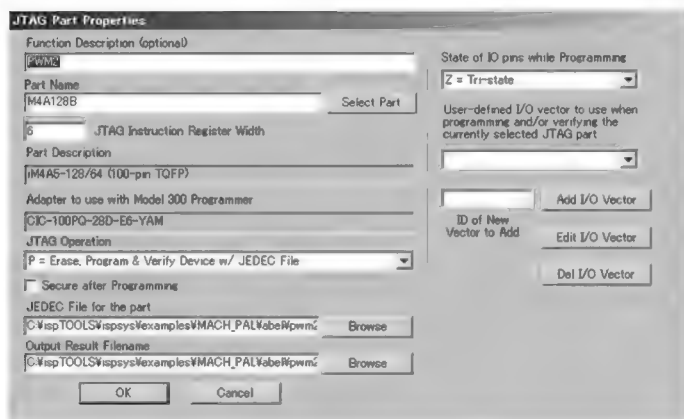 JTAG Part Properties
Function Description (optional)
PWM2
Part Name
M4A128B
Select Part
6
JTAG Instruction Register Width
Part Description
iM4A5-128/64 (100-pin TQFP)
Adapter to use with Model 300 Programmer
CIC-100PQ-28D-E6-YAM
JTAG Operation
P = Erase, Program & Verify Device w/ JEDEC File
Secure after Programming
JEDEC File for the part
C:¥ispTOOLS¥ispsys¥examples¥MACH_PAL¥abel¥pwm2
Browse
Output Result Filename
C:¥ispTOOLS¥ispsys¥examples¥MACH_PAL¥abel¥pwm2
Browse
OK
Cancel
State of IO pins while Programming
Z = Tri-state
User-defined I/O vector to use when
programming and/or verifying the
currently selected JTAG part
Add I/O Vector
ID of New
Vector to Add
Edit I/O Vector
Del I/O Vector